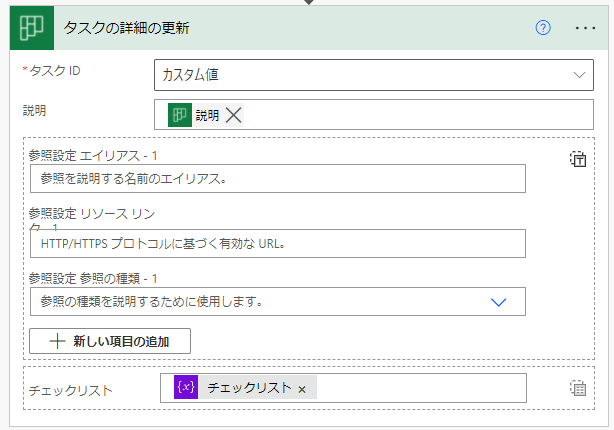 タスクの詳細の更新
* タスク ID
カスタム値
説明
説明
参照設定 エイリアス - 1
参照を説明する名前のエイリアス。
参照設定 リソース リン
ク - 1
HTTP/HTTPS プロトコルに基づく有効な URL。
参照設定 参照の種類 - 1
参照の種類を説明するために使用します。
新しい項目の追加
チェックリスト
{x} チェックリスト ×